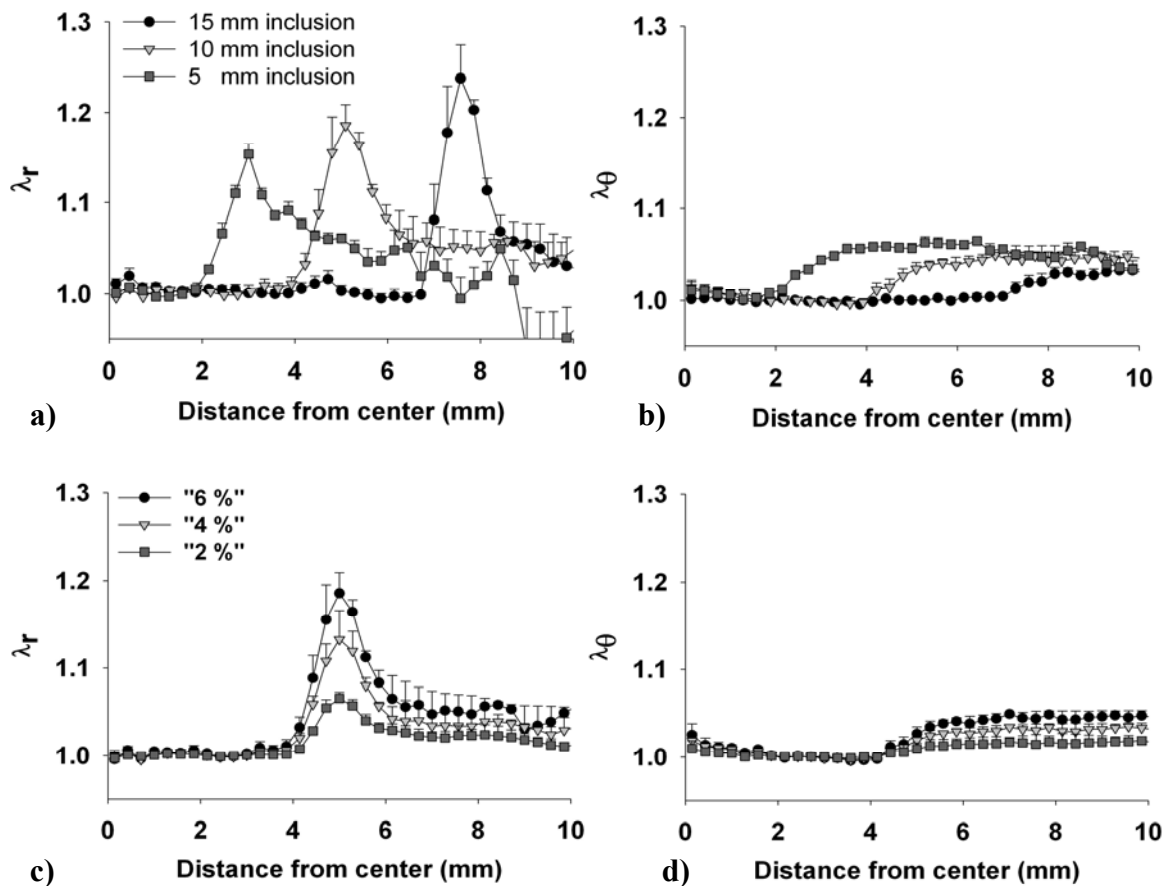 1.3
15 mm inclusion
10 mm inclusion
5 mm inclusion
1.2
λr
1.1
1.0
0 2 4 6 8 10
Distance from center (mm)
a)
1.3
1.2
λθ
1.1
1.0
0 2 4 6 8 10
Distance from center (mm)
b)
1.3
"6 %"
"4 %"
"2 %"
1.2
λr
1.1
1.0
0 2 4 6 8 10
Distance from center (mm)
c)
1.3
1.2
λθ
1.1
1.0
0 2 4 6 8 10
Distance from center (mm)
d)